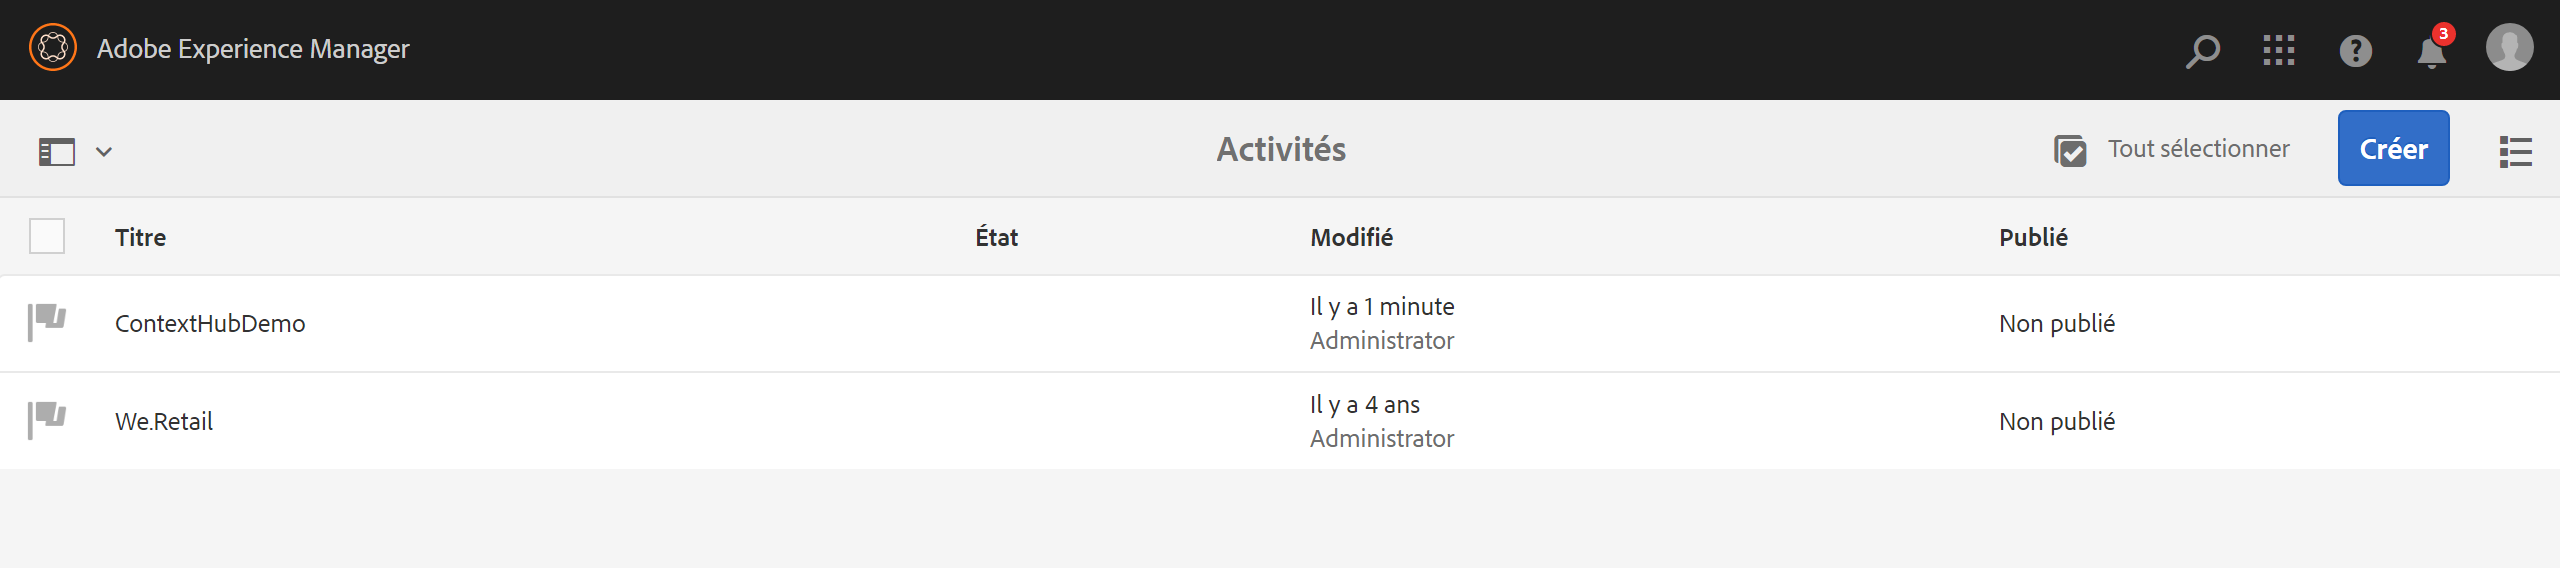 Adobe Experience Manager
3
Activités
Tout sélectionner
Créer
Titre État Modifié Publié
ContextHubDemo
Il y a 1 minute
Administrator
Non publié
We.Retail
Il y a 4 ans
Administrator
Non publié